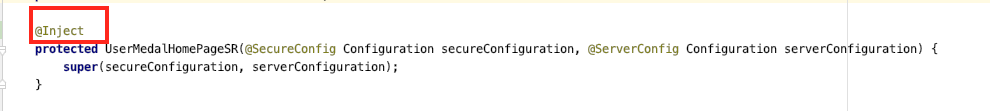 @Inject
protected UserMedalHomePageSR(@SecureConfig Configuration secureConfiguration, @ServerConfig Configuration serverConfiguration) {
super(secureConfiguration, serverConfiguration);
}